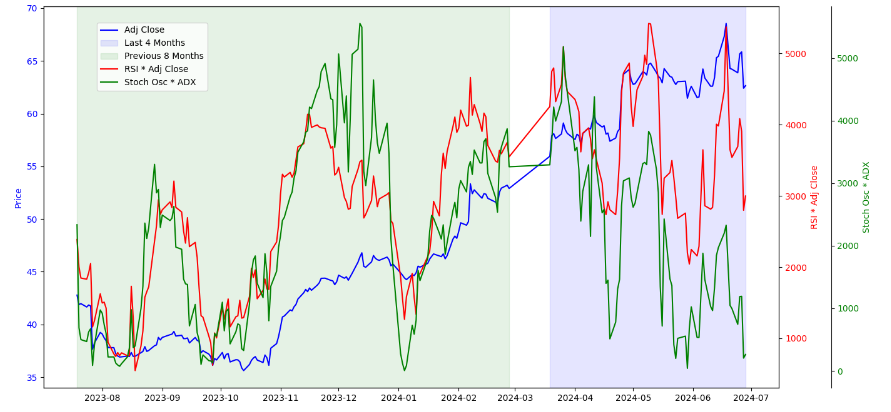 Adj Close
Last 4 Months
Previous 8 Months
RSI * Adj Close
Stoch Osc * ADX
Price
70
65
60
55
50
45
40
35
5000
4000
3000
2000
1000
RSI * Adj Close
5000
4000
3000
2000
1000
0
Stoch Osc * ADX
2023-08 2023-09 2023-10 2023-11 2023-12 2024-01 2024-02 2024-03 2024-04 2024-05 2024-06 2024-07